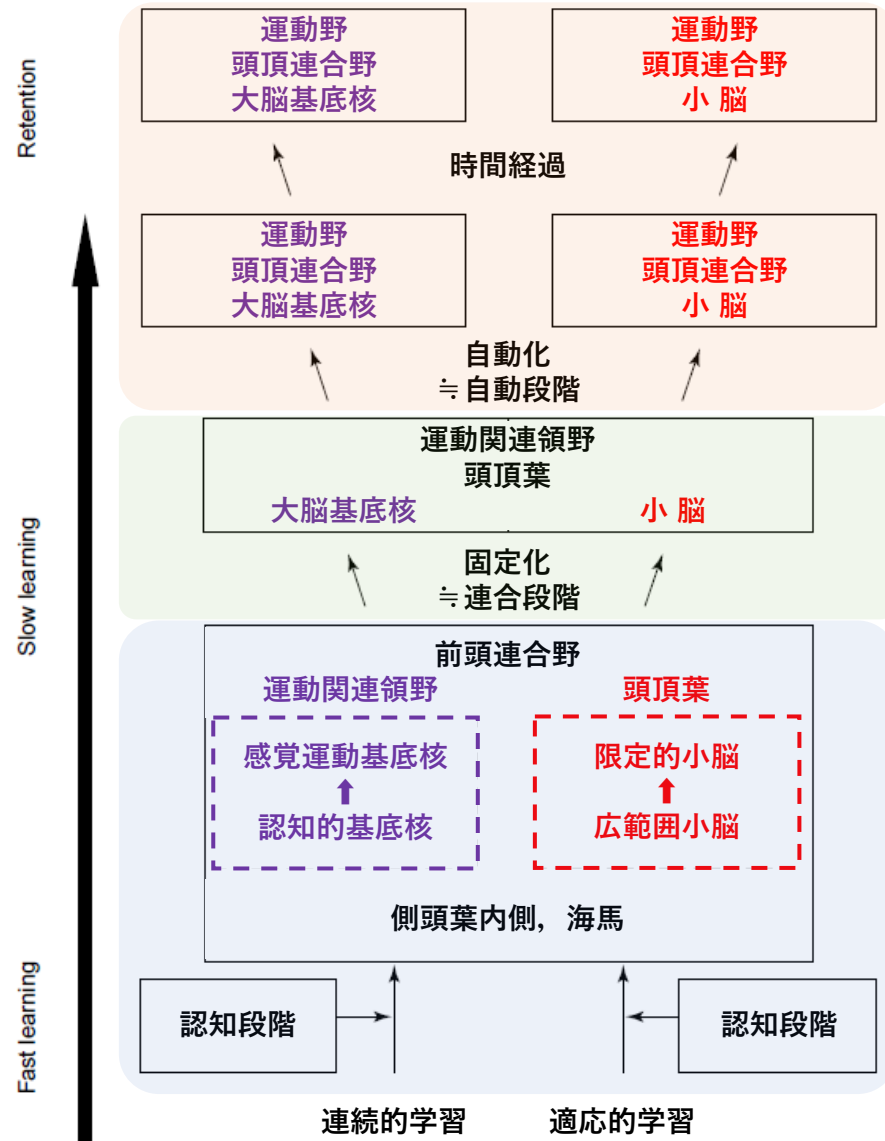 Retention
運動野
頭頂連合野
大脳基底核
運動野
頭頂連合野
小 脳
時間経過
運動野
頭頂連合野
大脳基底核
運動野
頭頂連合野
小 脳
自動化
≒自動段階
Slow learning
運動関連領野
頭頂葉
大脳基底核
小 脳
固定化
≒連合段階
前頭連合野
運動関連領野
頭頂葉
感覚運動基底核
認知的基底核
限定的小脳
広範囲小脳
側頭葉内側，海馬
Fast learning
認知段階
認知段階
連続的学習
適応的学習